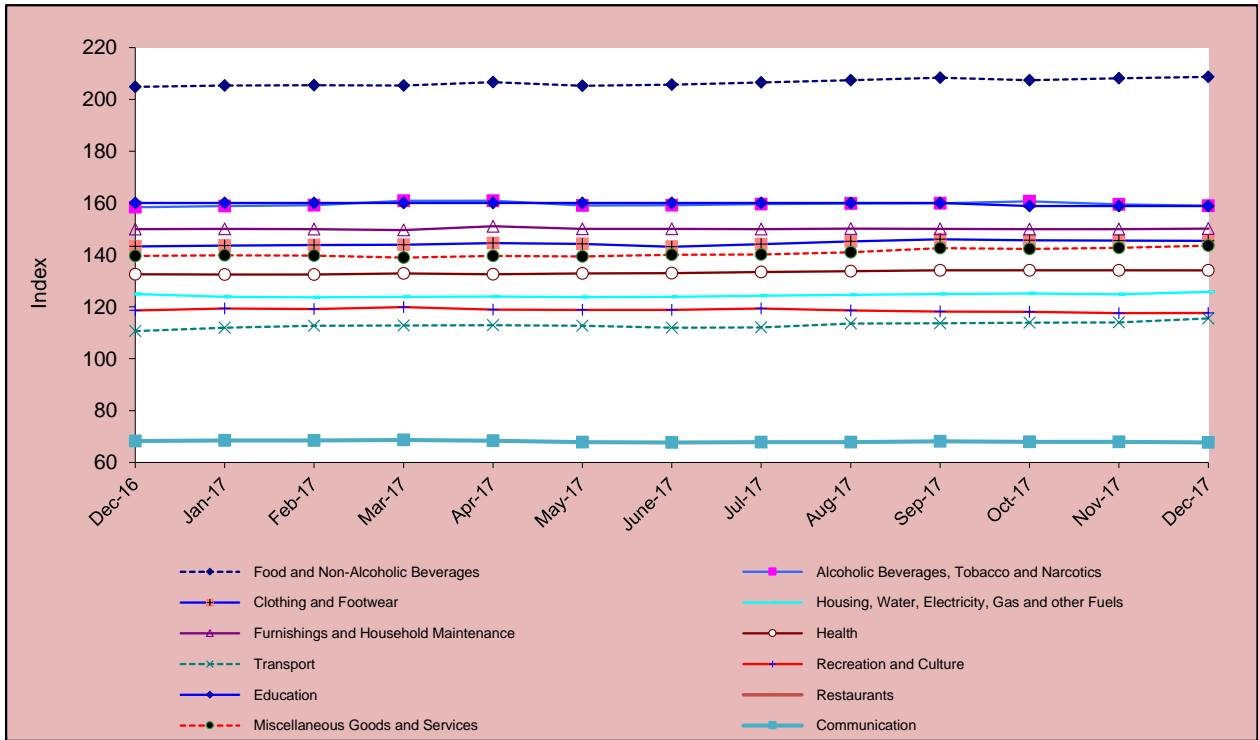 220
200
180
160
140
120
100
80
60
Index
Dec-16
Jan-17
Feb-17
Mar-17
Apr-17
May-17
June-17
Jul-17
Aug-17
Sep-17
Oct-17
Nov-17
Dec-17
Food and Non-Alcoholic Beverages
Alcoholic Beverages, Tobacco and Narcotics
Clothing and Footwear
Housing, Water, Electricity, Gas and other Fuels
Furnishings and Household Maintenance
Health
Transport
Recreation and Culture
Education
Restaurants
Miscellaneous Goods and Services
Communication